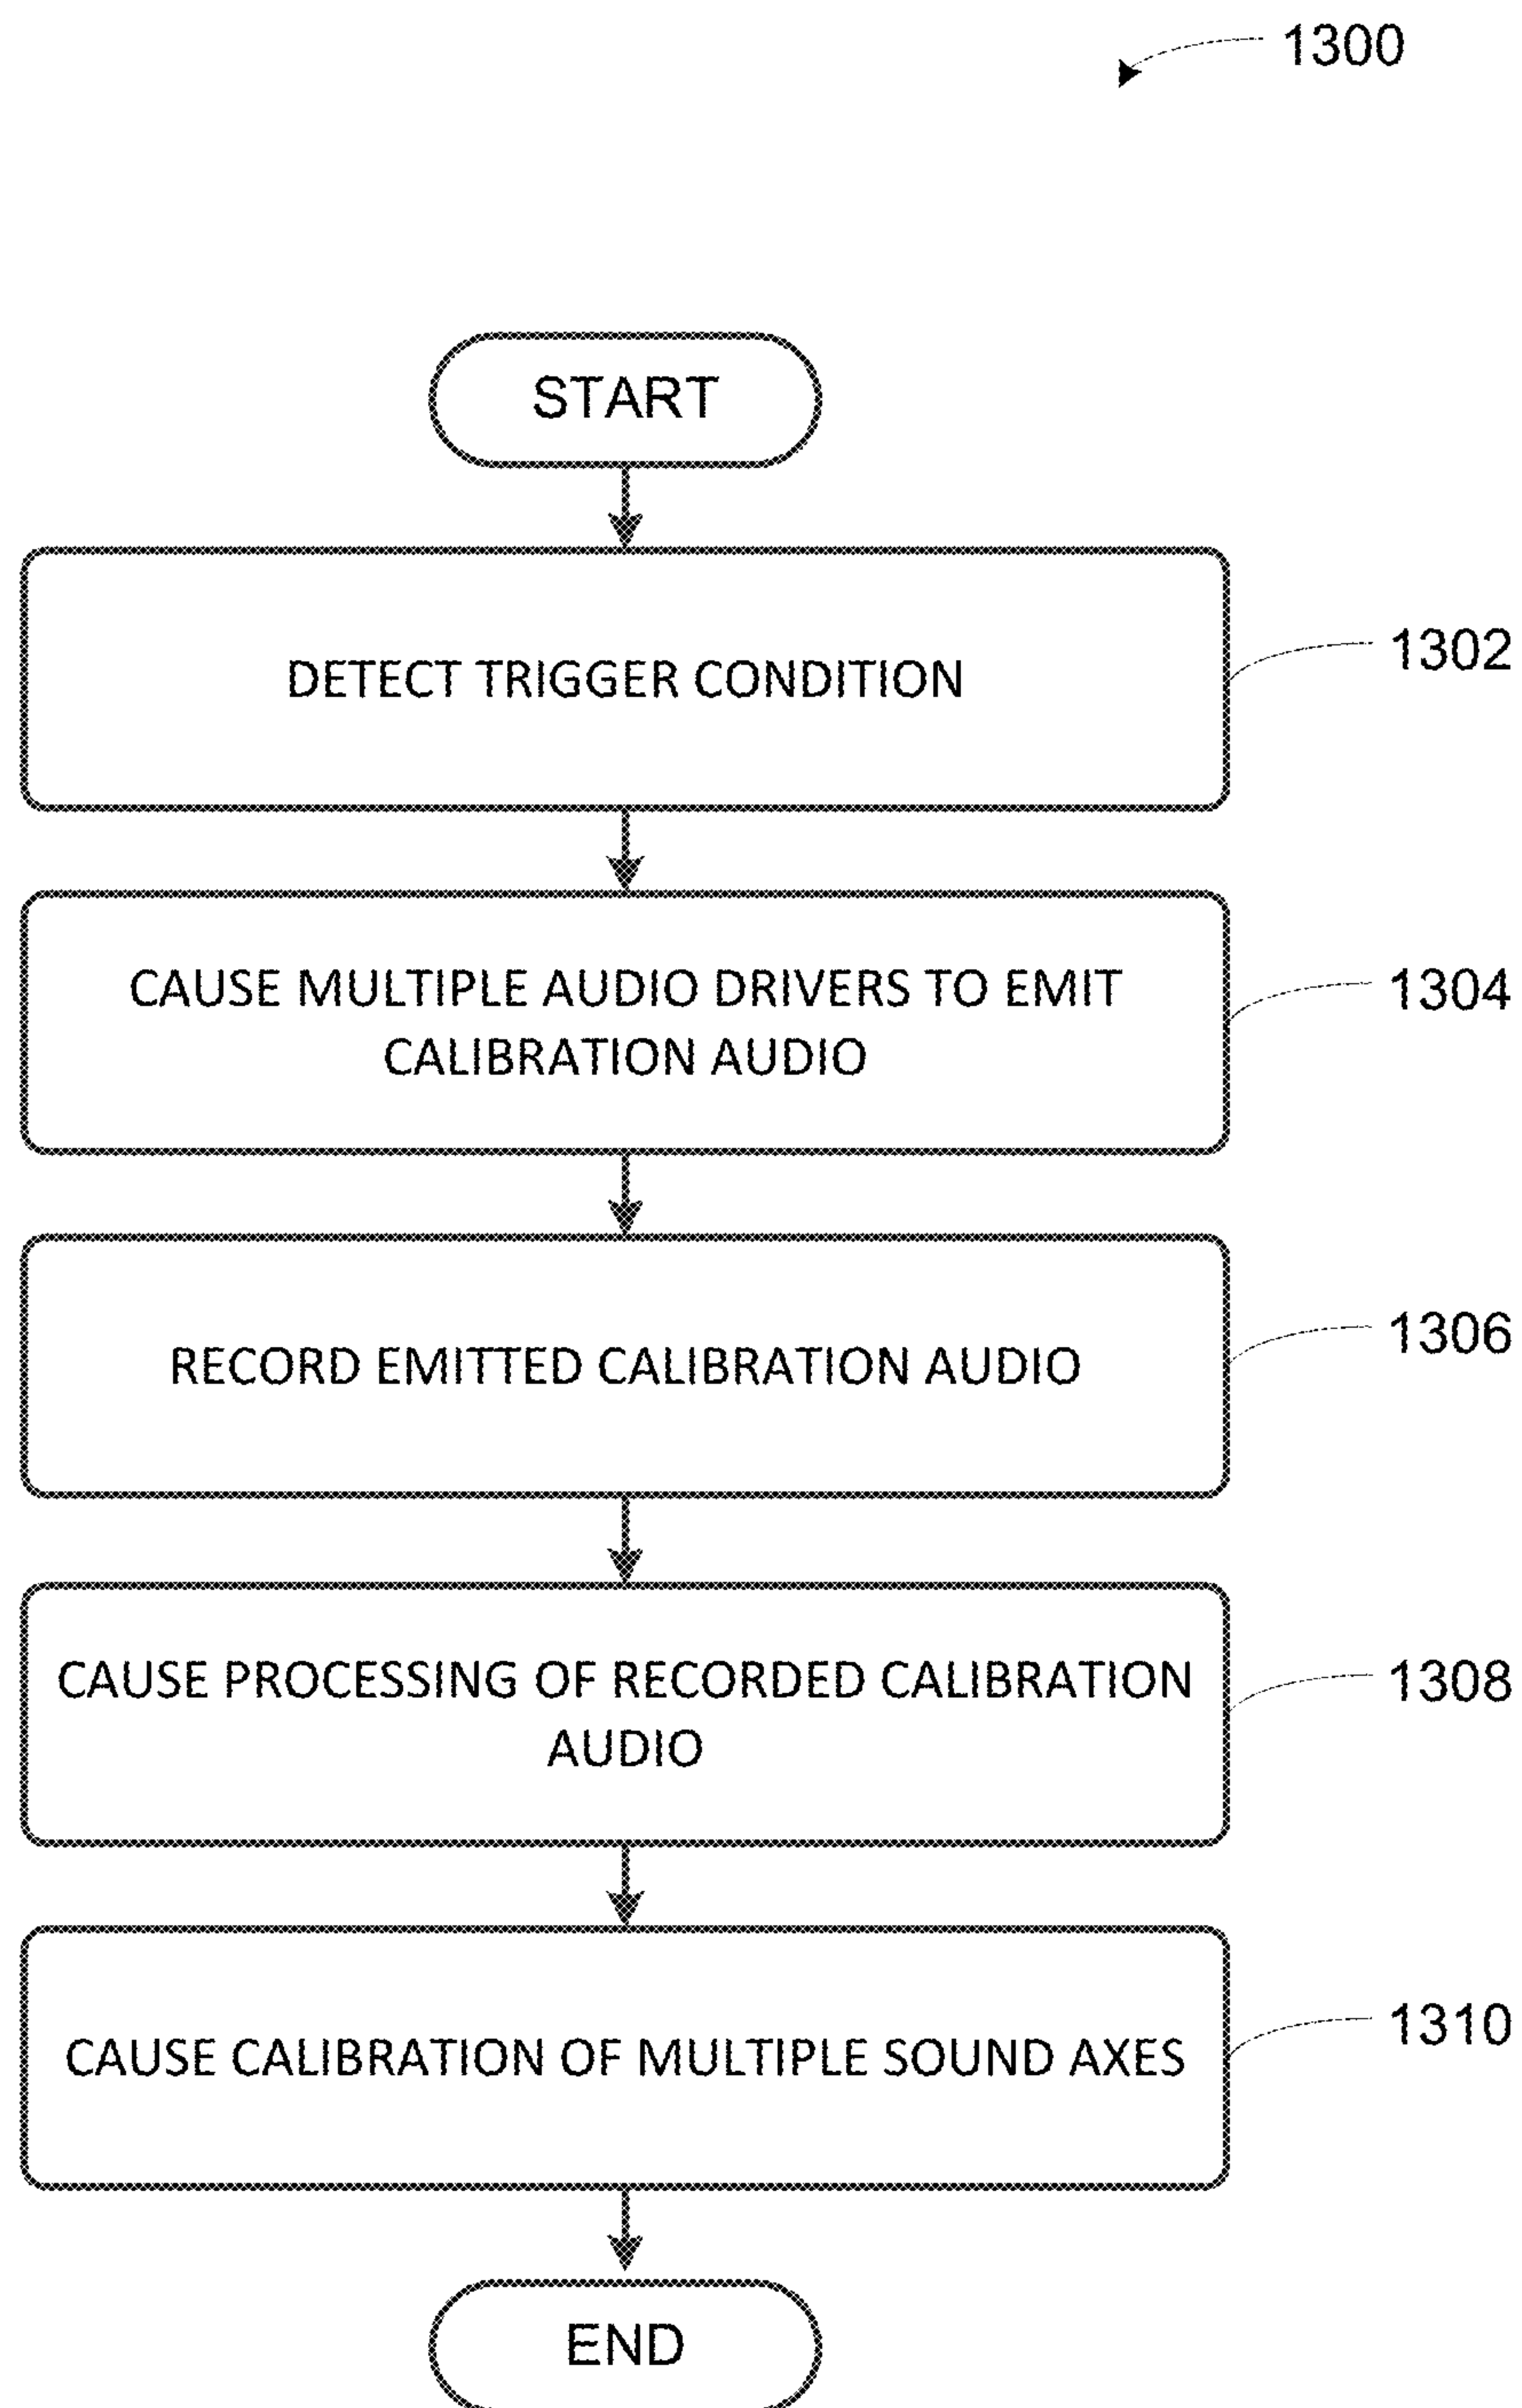 1300
START
DETECT TRIGGER CONDITION
1302
CAUSE MULTIPLE AUDIO DRIVERS TO EMIT
CALIBRATION AUDIO
1304
RECORD EMITTED CALIBRATION AUDIO
1306
CAUSE PROCESSING OF RECORDED CALIBRATION
AUDIO
1308
CAUSE CALIBRATION OF MULTIPLE SOUND AXES
1310
END